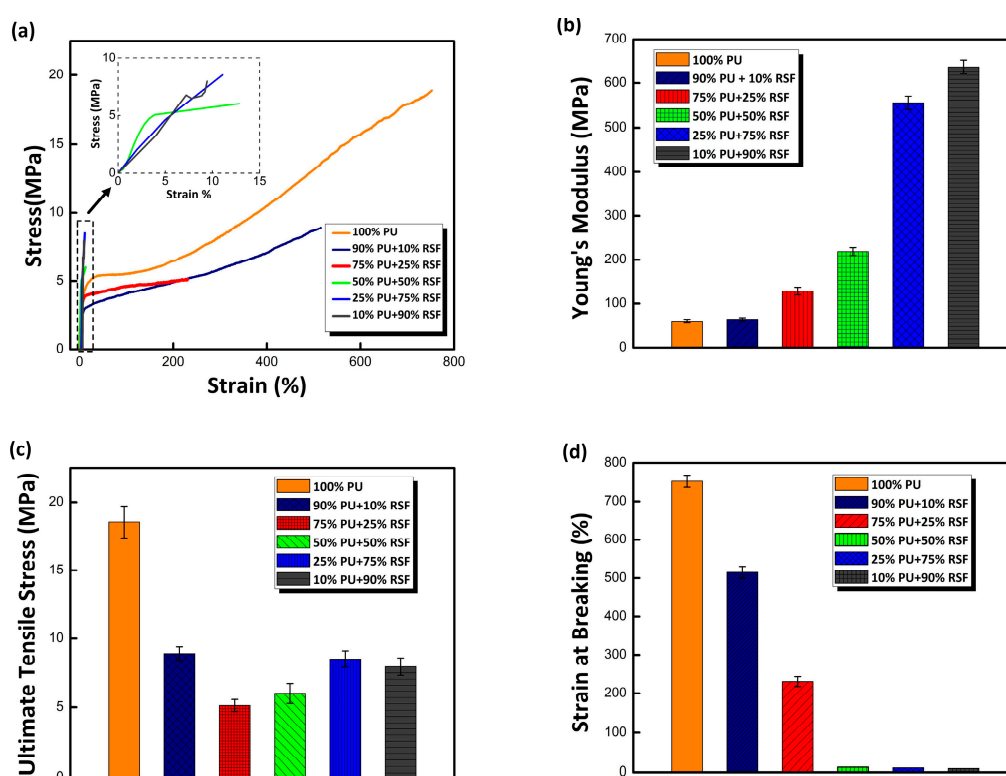 (a)
Stress(MPa)
20
15
10
5
0
0
200
400
600
800
Strain (%)
Stress (MPa)
10
5
0
0
5
10
15
Strain %
100% PU
90% PU+10% RSF
75% PU+25% RSF
50% PU+50% RSF
25% PU+75% RSF
10% PU+90% RSF
(b)
Young's Modulus (MPa)
700
600
500
400
300
200
100
0
100% PU
90% PU + 10% RSF
75% PU+25% RSF
50% PU+50% RSF
25% PU+75% RSF
10% PU+90% RSF
(c)
Ultimate Tensile Stress (MPa)
20
15
10
5
0
100% PU
90% PU+10% RSF
75% PU+25% RSF
50% PU+50% RSF
25% PU+75% RSF
10% PU+90% RSF
(d)
Strain at Breaking (%)
800
700
600
500
400
300
200
100
0
100% PU
90% PU+10% RSF
75% PU+25% RSF
50% PU+50% RSF
25% PU+75% RSF
10% PU+90% RSF